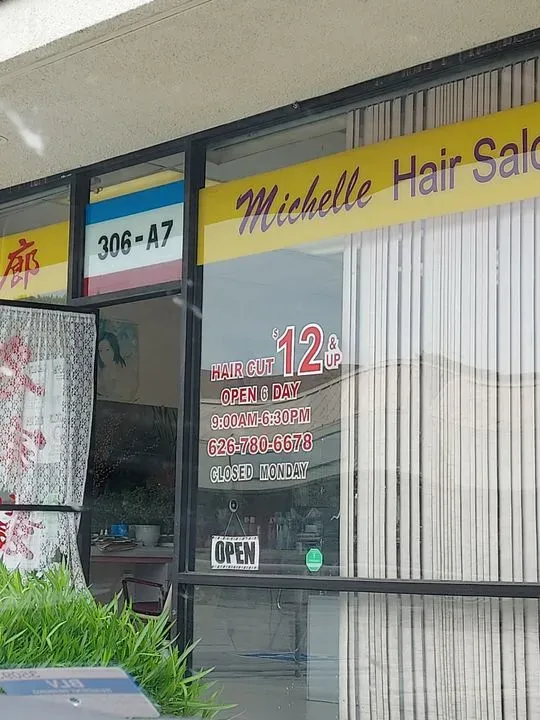 Michelle Hair Salo
306-A7
廊
HAIR CUT $12 & UP
OPEN 6 DAY
9:00AM-6:30PM
626-780-6678
CLOSED MONDAY
OPEN